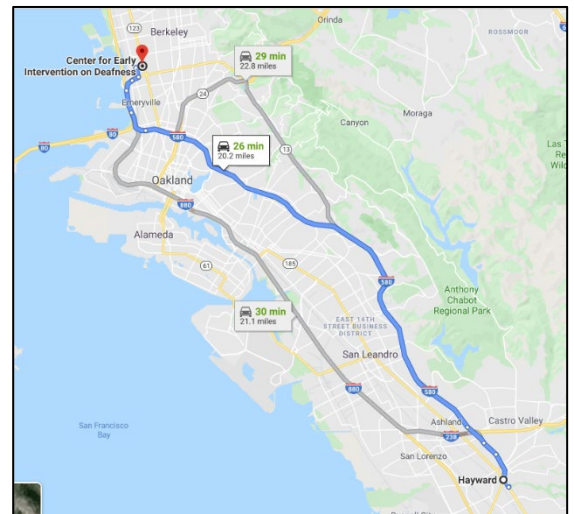 Orinda
ROSSMOOR
123
Berkeley
Center for Early
Intervention on Deafness
29 min
22.8 miles
24
Emeryville
Moraga
Canyon
80
580
80
13
26 min
20.2 miles
Las
Oakland
880
Alameda
185
61
580
Anthony
Chabot
Regional Park
30 min
21.1 miles
EAST 14TH
STREET BUSINESS
DISTRICT
San Leandro
880
580
San Francisco
Bay
Ashland
Castro Valley
238
San Lorenzo
Hayward